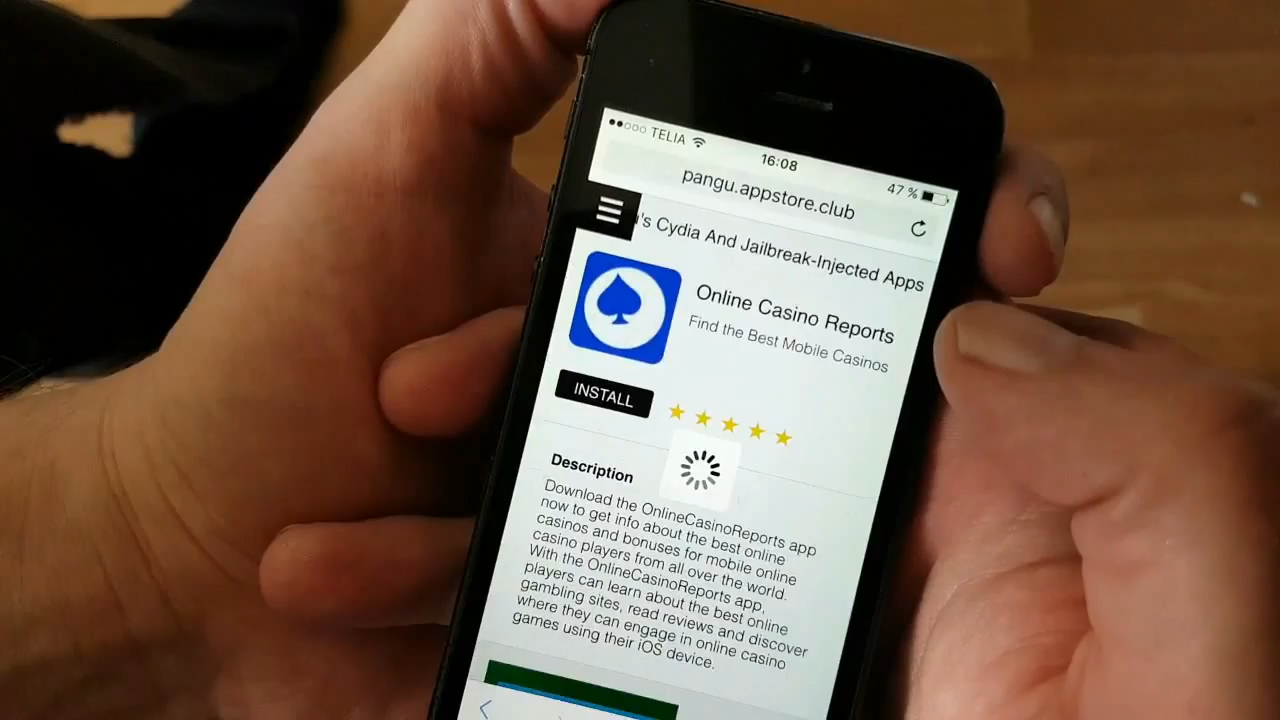 TELIA 16:08 47 %
pangu.appstore.club
's Cydia And Jailbreak-Injected Apps
Online Casino Reports
Find the Best Mobile Casinos
INSTALL
Description
Download the OnlineCasinoReports app
now to get info about the best online
casinos and bonuses for mobile online
casino players from all over the world.
With the OnlineCasinoReports app,
players can learn about the best online
gambling sites, read reviews and discover
where they can engage in online casino
games using their iOS device.